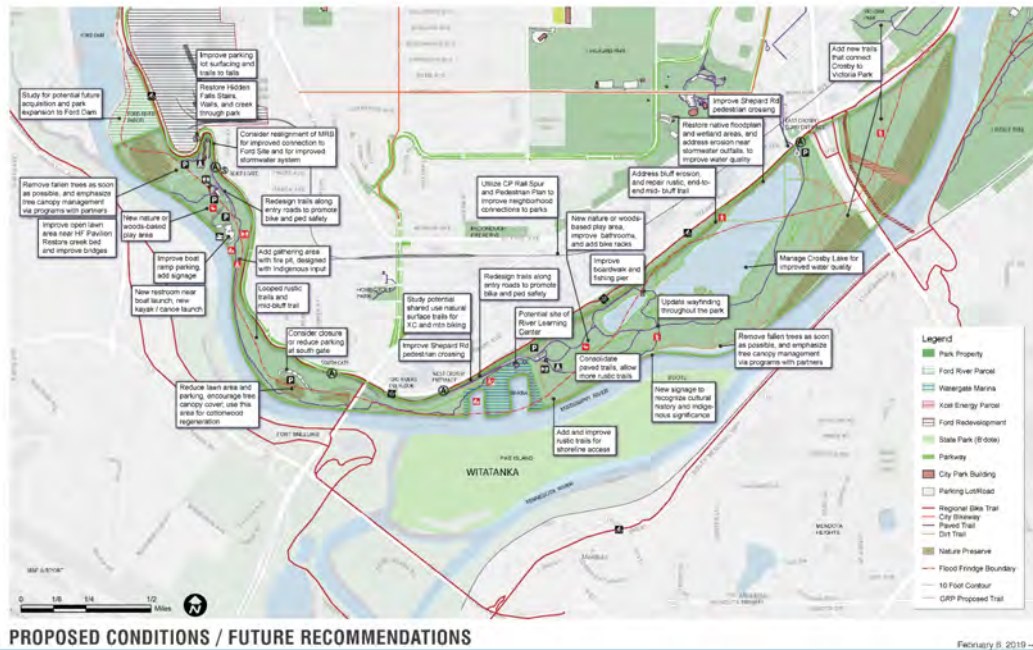 Improve parking
lot surfacing and
trails to falls
Restore Hidden
Falls Stairs,
Walls, and creek
through park
Study for potential future
acquisition and park
expansion to Ford Dam
Consider realignment of MRB
for improved connection to
Ford Site and for improved
stormwater system
Remove fallen trees as soon
as possible, and emphasize
tree canopy management
via programs with partners
Redesign trails along
entry roads to promote
bike and ped safety
New nature or
woods-based
play area
Improve open lawn
area near HF Pavilion
Restore creek bed
and improve bridges
Improve boat
ramp parking,
add signage
Add gathering area
with fire pit, designed
with Indigenous input
New restroom near
boat launch, new
kayak / canoe launch
Looped rustic
trails and
mid-bluff trail
Consider closure
or reduce parking
at south gate
Reduce lawn area and
parking, encourage tree
canopy cover; use this
area for cottonwood
regeneration
Study potential
shared use natural
surface trails for
XC and mtn biking
Improve Shepard Rd
pedestrian crossing
Utilize CP Rail Spur
and Pedestrian Plan to
improve neighborhood
connections to parks
Redesign trails along
entry roads to promote
bike and ped safety
Potential site of
River Learning
Center
New nature or woods-
based play area,
improve bathrooms,
and add bike racks
Improve
boardwalk and
fishing pier
Address bluff erosion,
and repair rustic, end-to-
end mid- bluff trail
Restore native floodplain
and wetland areas, and
address erosion near
stormwater outfalls, to
improve water quality
Improve Shepard Rd
pedestrian crossing
Add new trails
that connect
Crosby to
Victoria Park
Manage Crosby Lake for
improved water quality
Update wayfinding
throughout the park
Remove fallen trees as soon
as possible, and emphasize
tree canopy management
via programs with partners
Consolidate
paved trails, allow
more rustic trails
New signage to
recognize cultural
history and indige-
nous significance
Add and improve
rustic trails for
shoreline access
MISSISSIPPI RIVER
PIKE ISLAND
WITATANKA
MINNESOTA RIVER
MENDOTA
HEIGHTS
Legend
Park Property
Ford River Parcel
Watergate Marina
Xcel Energy Parcel
Ford Redevelopment
State Park (B'dote)
Parkway
City Park Building
Parking Lot/Road
Regional Bike Trail
City Bikeway
Paved Trail
Dirt Trail
Nature Preserve
Flood Fridge Boundary
10 Foot Contour
GRP Proposed Trail
0 1/8 1/4 1/2
Miles
N
PROPOSED CONDITIONS / FUTURE RECOMMENDATIONS
February 6, 2019 –